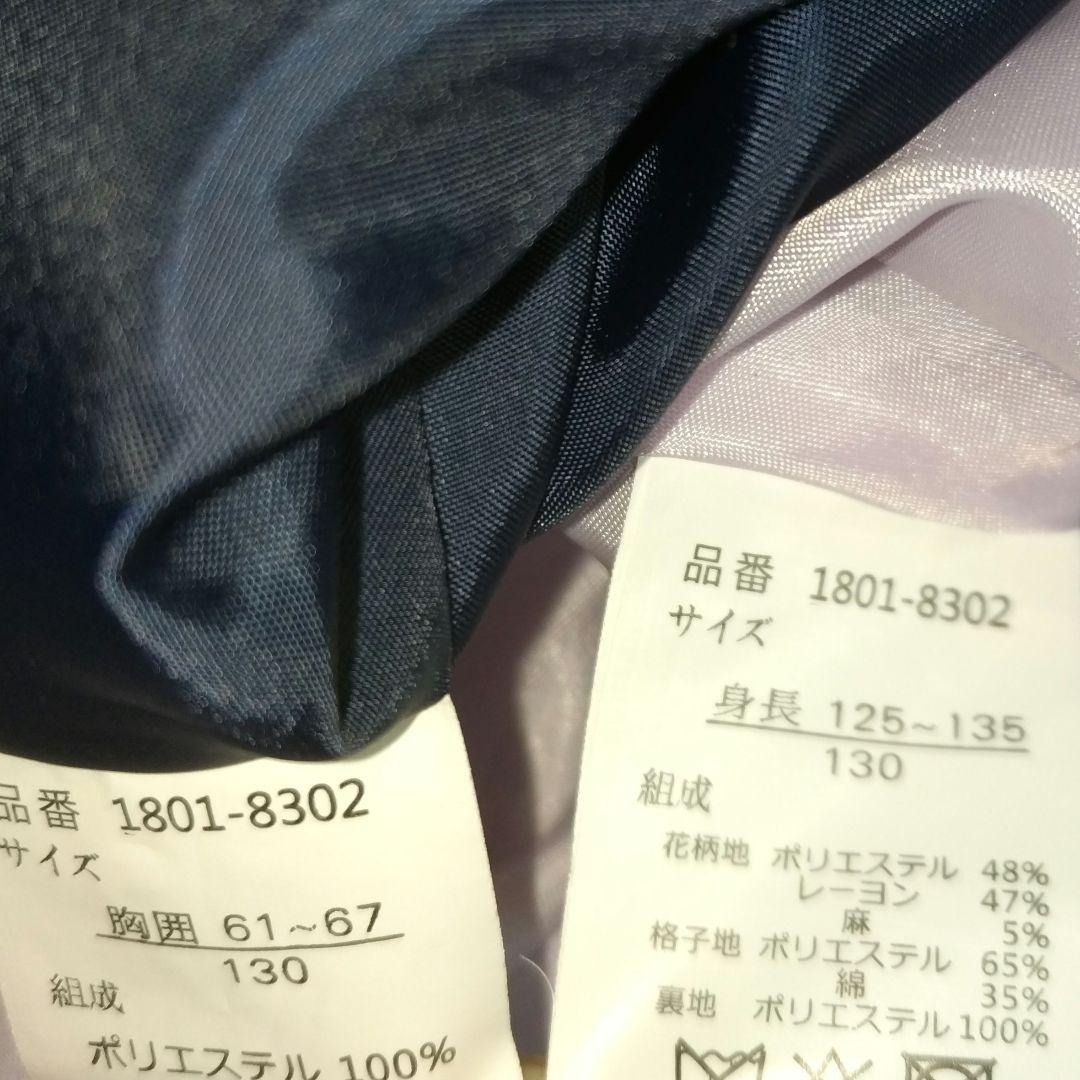 品番 1801-8302
サイズ
胸囲 61～67
130
組成
ポリエステル 100%
品番 1801-8302
サイズ
身長 125～135
130
組成
花柄地 ポリエステル 48%
レーヨン 47%
麻 5%
格子地 ポリエステル 65%
綿 35%
裏地 ポリエステル 100%